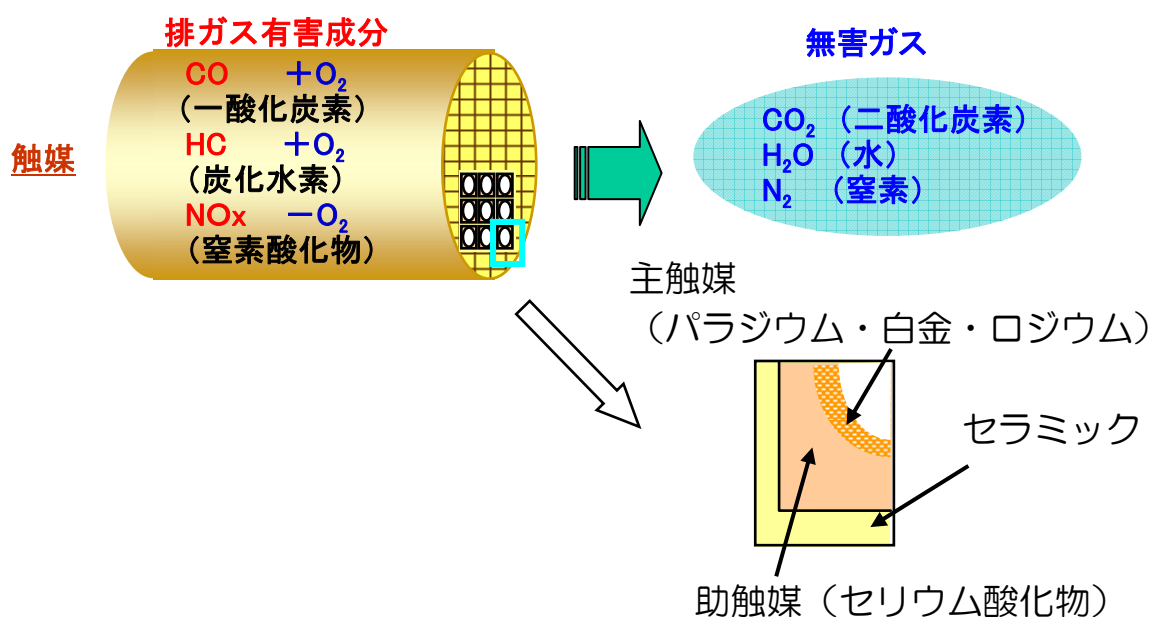 排ガス有害成分
CO ＋O₂
（一酸化炭素）
HC ＋O₂
（炭化水素）
NOx －O₂
（窒素酸化物）
触媒
無害ガス
CO₂ （二酸化炭素）
H₂O （水）
N₂ （窒素）
主触媒
（パラジウム・白金・ロジウム）
セラミック
助触媒（セリウム酸化物）